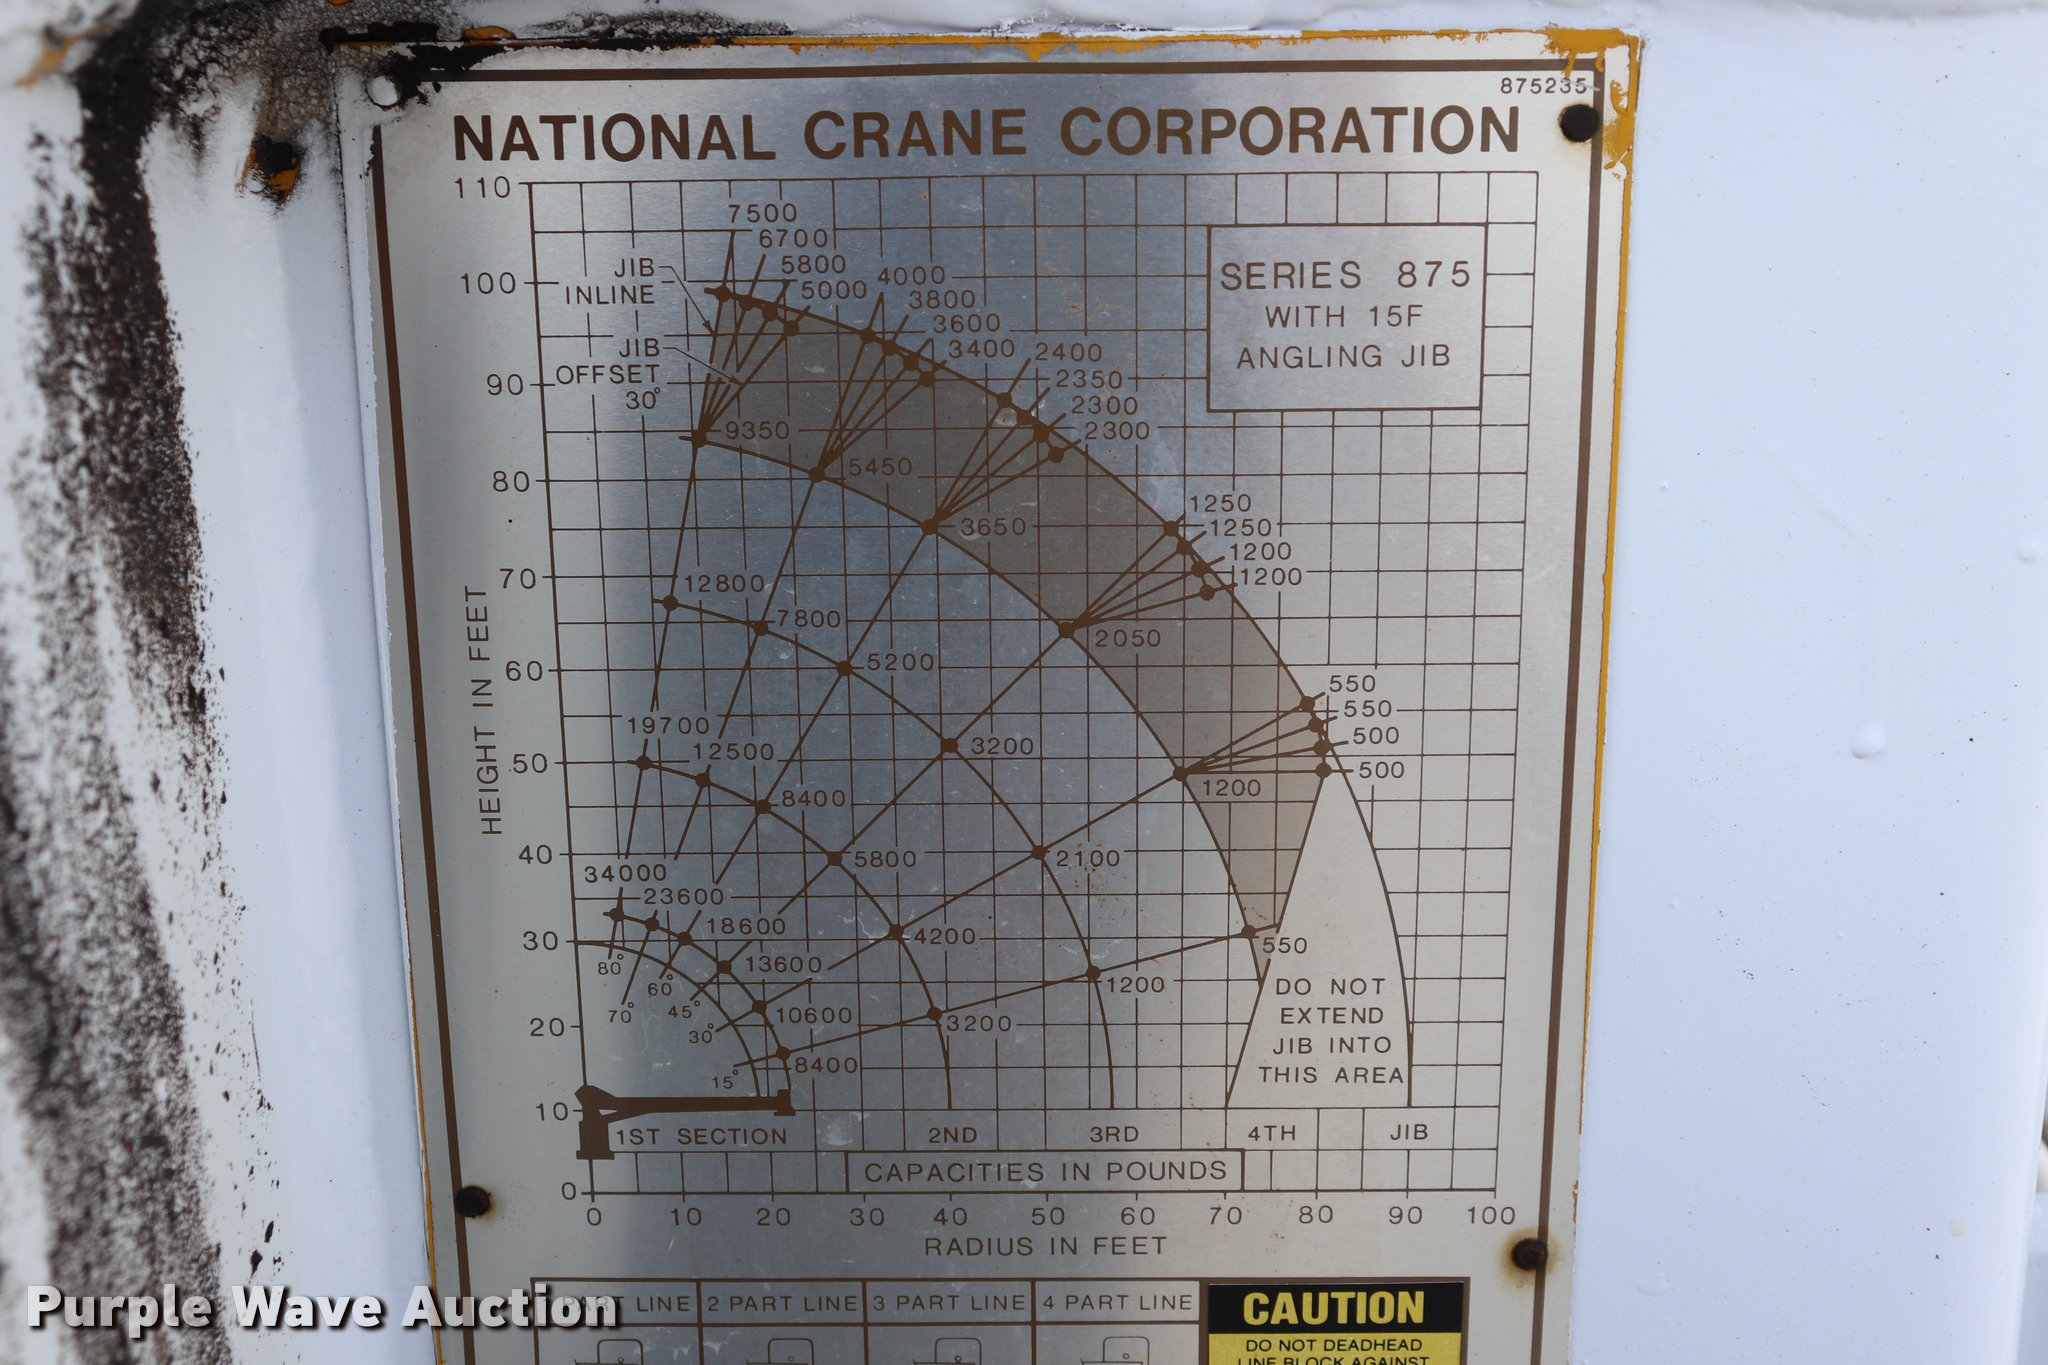 875235
NATIONAL CRANE CORPORATION
110
7500
6700
JIB
INLINE
5800
5000
4000
3800
3600
3400
SERIES 875
WITH 15F
ANGLING JIB
100
JIB
OFFSET
30°
2400
2350
2300
2300
90
9350
5450
3650
80
1250
1250
1200
1200
70
12800
7800
5200
2050
HEIGHT IN FEET
60
550
550
500
500
19700
12500
8400
3200
1200
50
40
34000
23600
18600
13600
10600
8400
5800
4200
3200
2100
1200
550
30
80°
70°
60°
45°
30°
15°
DO NOT
EXTEND
JIB INTO
THIS AREA
20
10
1ST SECTION 2ND 3RD 4TH JIB
CAPACITIES IN POUNDS
0
0 10 20 30 40 50 60 70 80 90 100
RADIUS IN FEET
PART LINE 2 PART LINE 3 PART LINE 4 PART LINE
CAUTION
DO NOT DEADHEAD
LINE BLOCK AGAINST
Purple Wave Auction